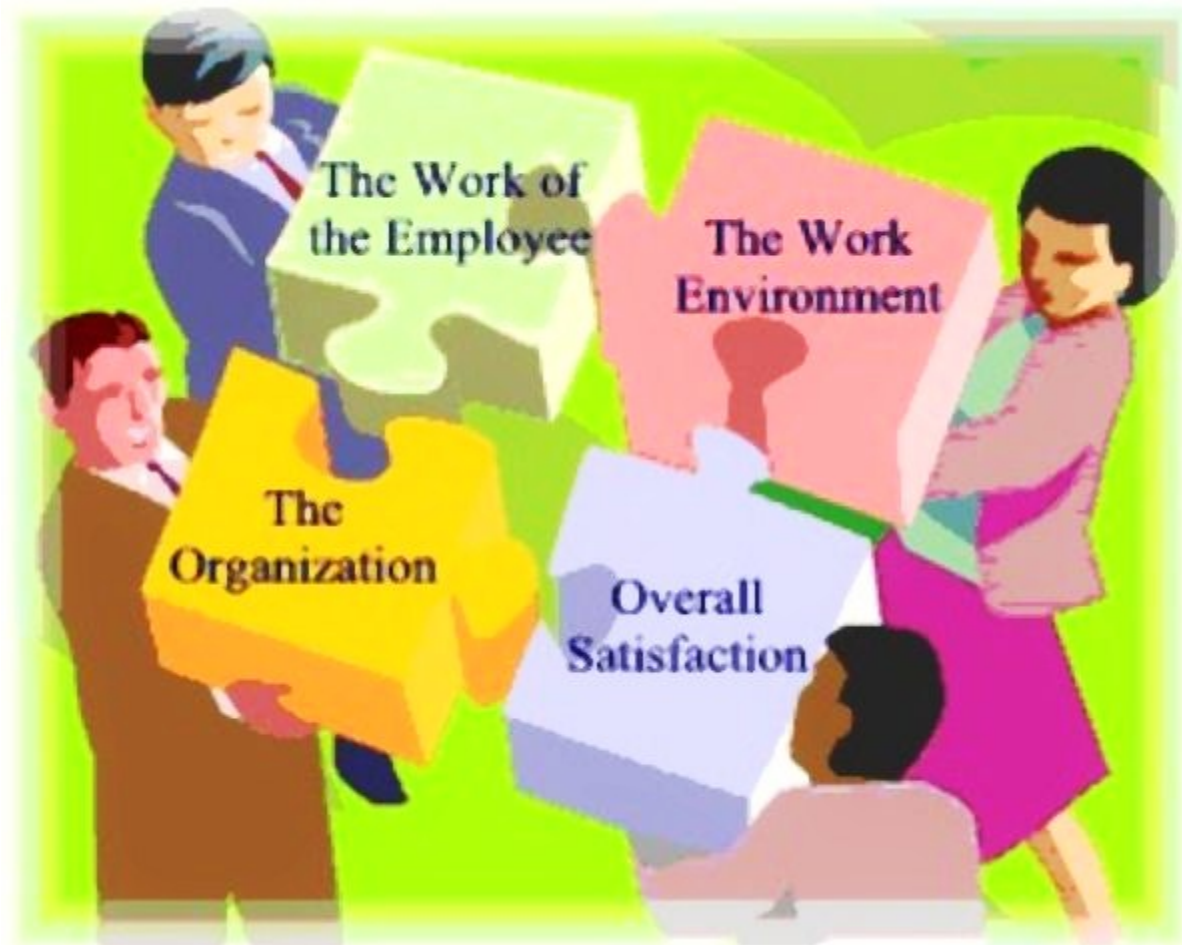 The Work of
the Employee
The Work
Environment
The
Organization
Overall
Satisfaction